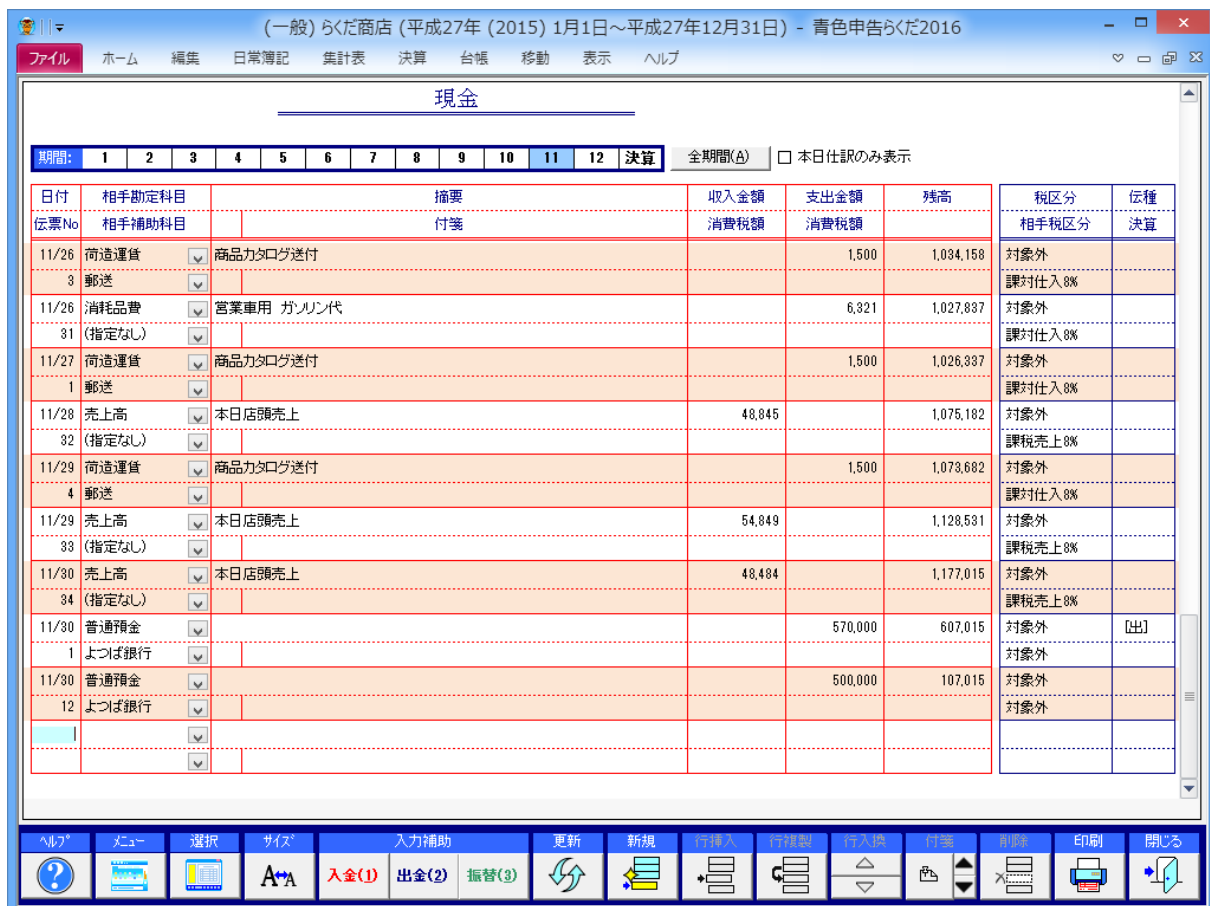 (一般) らくだ商店 (平成27年 (2015) 1月1日～平成27年12月31日) - 青色申告らくだ2016
ファイル ホーム 編集 日常簿記 集計表 決算 台帳 移動 表示 ヘルプ
現金
期間: 1 2 3 4 5 6 7 8 9 10 11 12 決算 全期間(A) 本日仕訳のみ表示
日付 相手勘定科目 摘要 収入金額 支出金額 残高 税区分 伝種
伝票No 相手補助科目 付箋 消費税額 消費税額 相手税区分 決算
11/26 荷造運賃 商品カタログ送付 1,500 1,034,158 対象外
3 郵送 課対仕入8%
11/26 消耗品費 営業車用 ガソリン代 6,321 1,027,837 対象外
31 (指定なし) 課対仕入8%
11/27 荷造運賃 商品カタログ送付 1,500 1,026,337 対象外
1 郵送 課対仕入8%
11/28 売上高 本日店頭売上 48,845 1,075,182 対象外
32 (指定なし) 課税売上8%
11/29 荷造運賃 商品カタログ送付 1,500 1,073,682 対象外
4 郵送 課対仕入8%
11/29 売上高 本日店頭売上 54,849 1,128,531 対象外
33 (指定なし) 課税売上8%
11/30 売上高 本日店頭売上 48,484 1,177,015 対象外
34 (指定なし) 課税売上8%
11/30 普通預金 570,000 607,015 対象外 [出]
1 よつば銀行 対象外
11/30 普通預金 500,000 107,015 対象外
12 よつば銀行 対象外
ヘルプ メニュー 選択 サイズ 入力補助 更新 新規 行挿入 行複製 行入換 付箋 削除 印刷 閉じる
A A 入金(1) 出金(2) 振替(3)